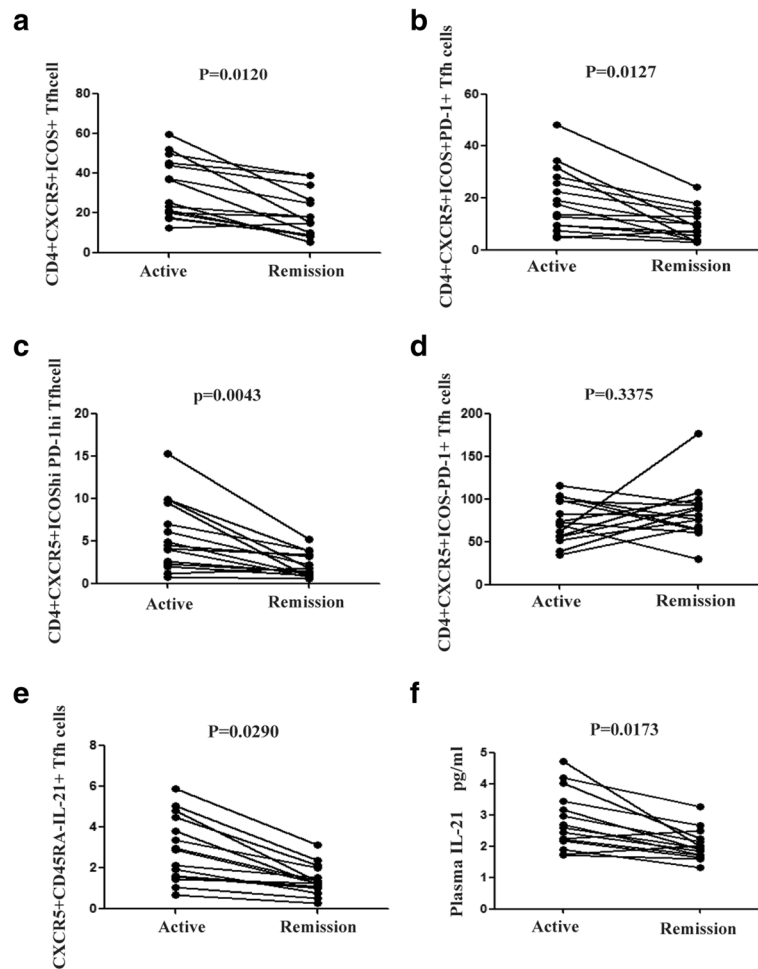 a
P=0.0120
CD4+CXCR5+ICOS+ Tfhcell
80
60
40
20
0
Active
Remission
b
P=0.0127
CD4+CXCR5+ICOS+PD-1+ Tfh cells
60
40
20
0
Active
Remission
c
p=0.0043
CD4+CXCR5+ICOShi PD-1hi Tfhcell
20
15
10
5
0
Active
Remission
d
P=0.3375
CD4+CXCR5+ICOS-PD-1+ Tfh cells
200
150
100
50
0
Active
Remission
e
P=0.0290
CXCR5+CD45RA-IL-21+ Tfh cells
8
6
4
2
0
Active
Remission
f
P=0.0173
Plasma IL-21 pg/ml
5
4
3
2
1
0
Active
Remission